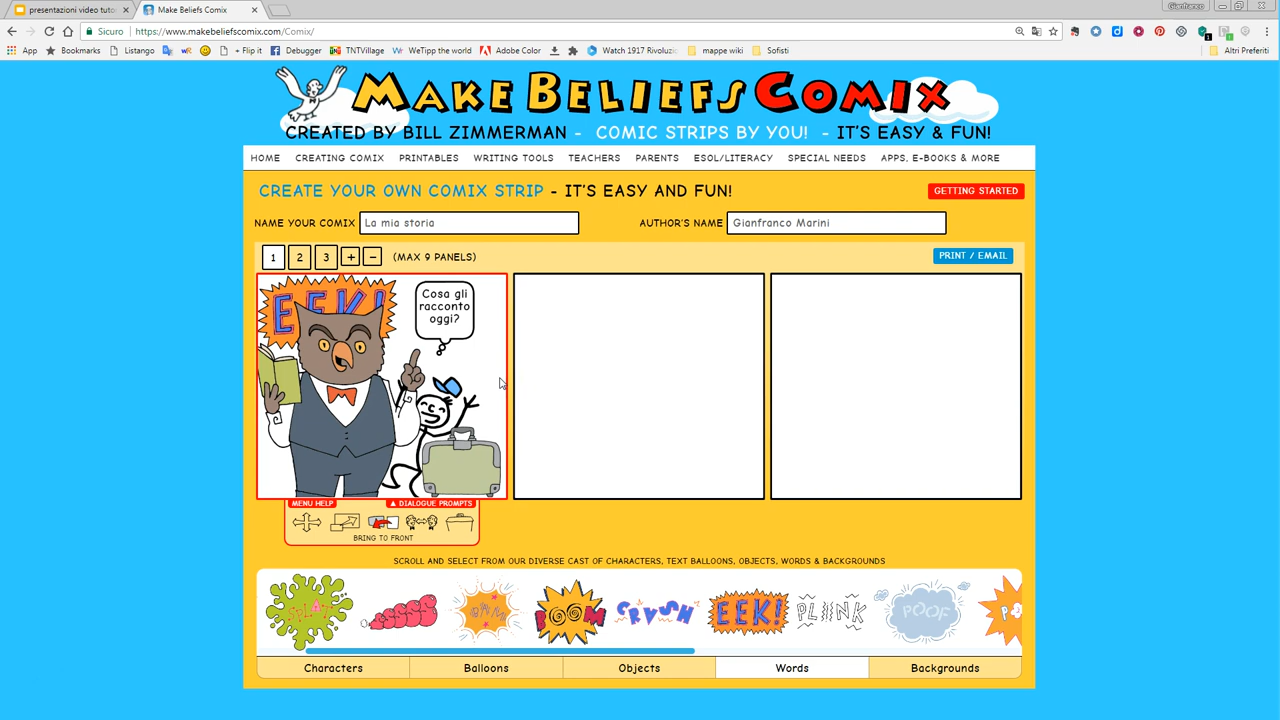 presentazioni video tuto
Make Beliefs Comix
Gianfranco
Sicuro
https://www.makebeliefscomix.com/Comix/
App
Bookmarks
Listango
+ Flip it
Debugger
TNTVillage
WeTipp the world
Adobe Color
Watch 1917 Rivoluzi
mappe wiki
Sofisti
Altri Preferiti
MAKE BELIEFS COMIX
CREATED BY BILL ZIMMERMAN - COMIC STRIPS BY YOU! - IT'S EASY & FUN!
HOME CREATING COMIX PRINTABLES WRITING TOOLS TEACHERS PARENTS ESOL/LITERACY SPECIAL NEEDS APPS, E-BOOKS & MORE
CREATE YOUR OWN COMIX STRIP - IT'S EASY AND FUN!
GETTING STARTED
NAME YOUR COMIX La mia storia
AUTHOR'S NAME Gianfranco Marini
1 2 3 + - (MAX 9 PANELS)
PRINT / EMAIL
EEK!
Cosa gli
racconto
oggi?
MENU HELP
▲ DIALOGUE PROMPTS
BRING TO FRONT
SCROLL AND SELECT FROM OUR DIVERSE CAST OF CHARACTERS, TEXT BALLOONS, OBJECTS, WORDS & BACKGROUNDS
SPLAT
BAM!
BOOM
CRUSH
EEK!
PLINK
POOF
Characters
Balloons
Objects
Words
Backgrounds